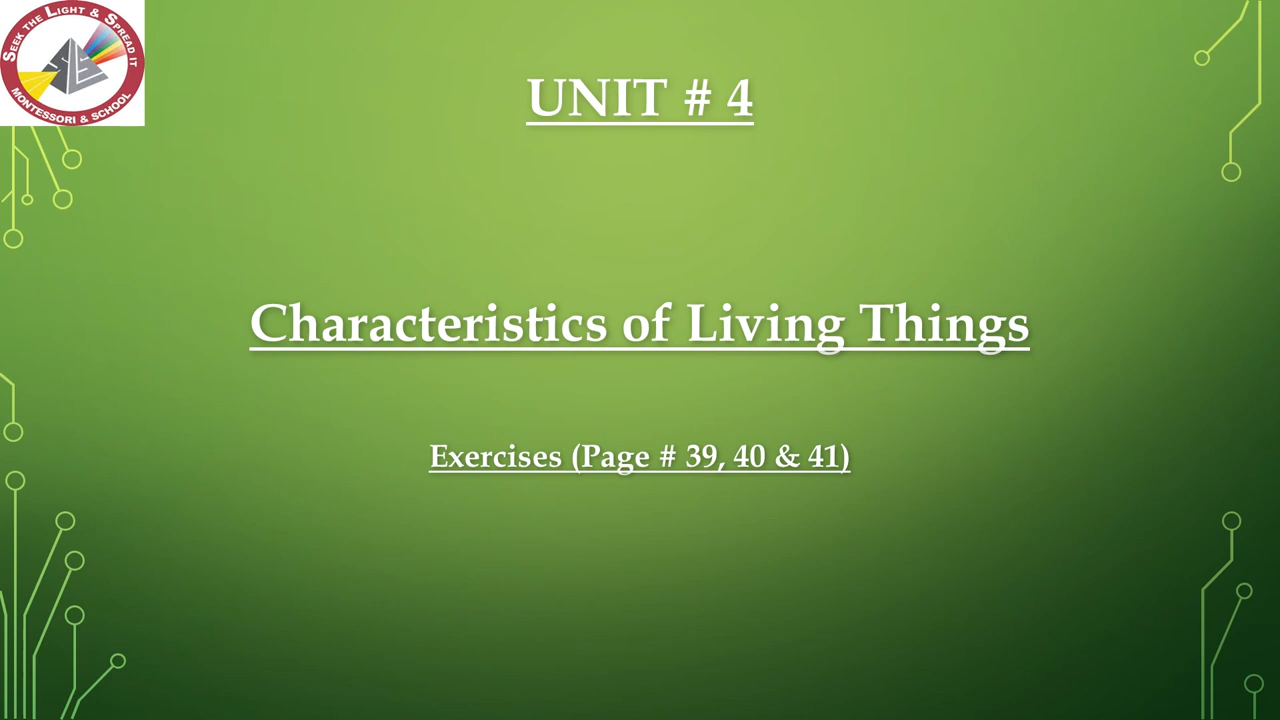 SEEK THE LIGHT & SPREAD IT
MONTESSORI & SCHOOL
UNIT # 4
Characteristics of Living Things
Exercises (Page # 39, 40 & 41)